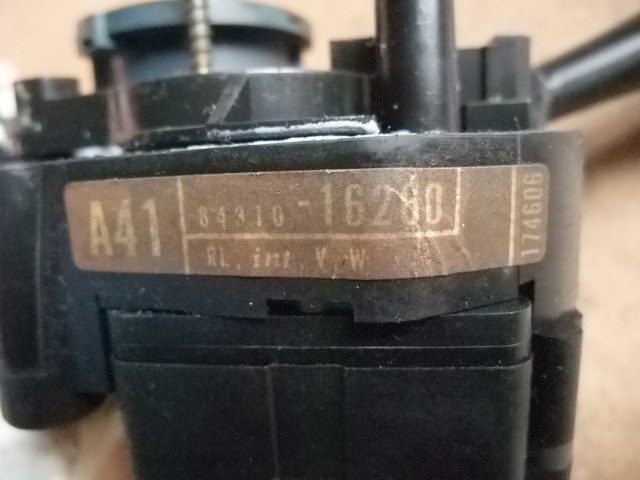 A41
84310-16280
RL, int V, W
174606